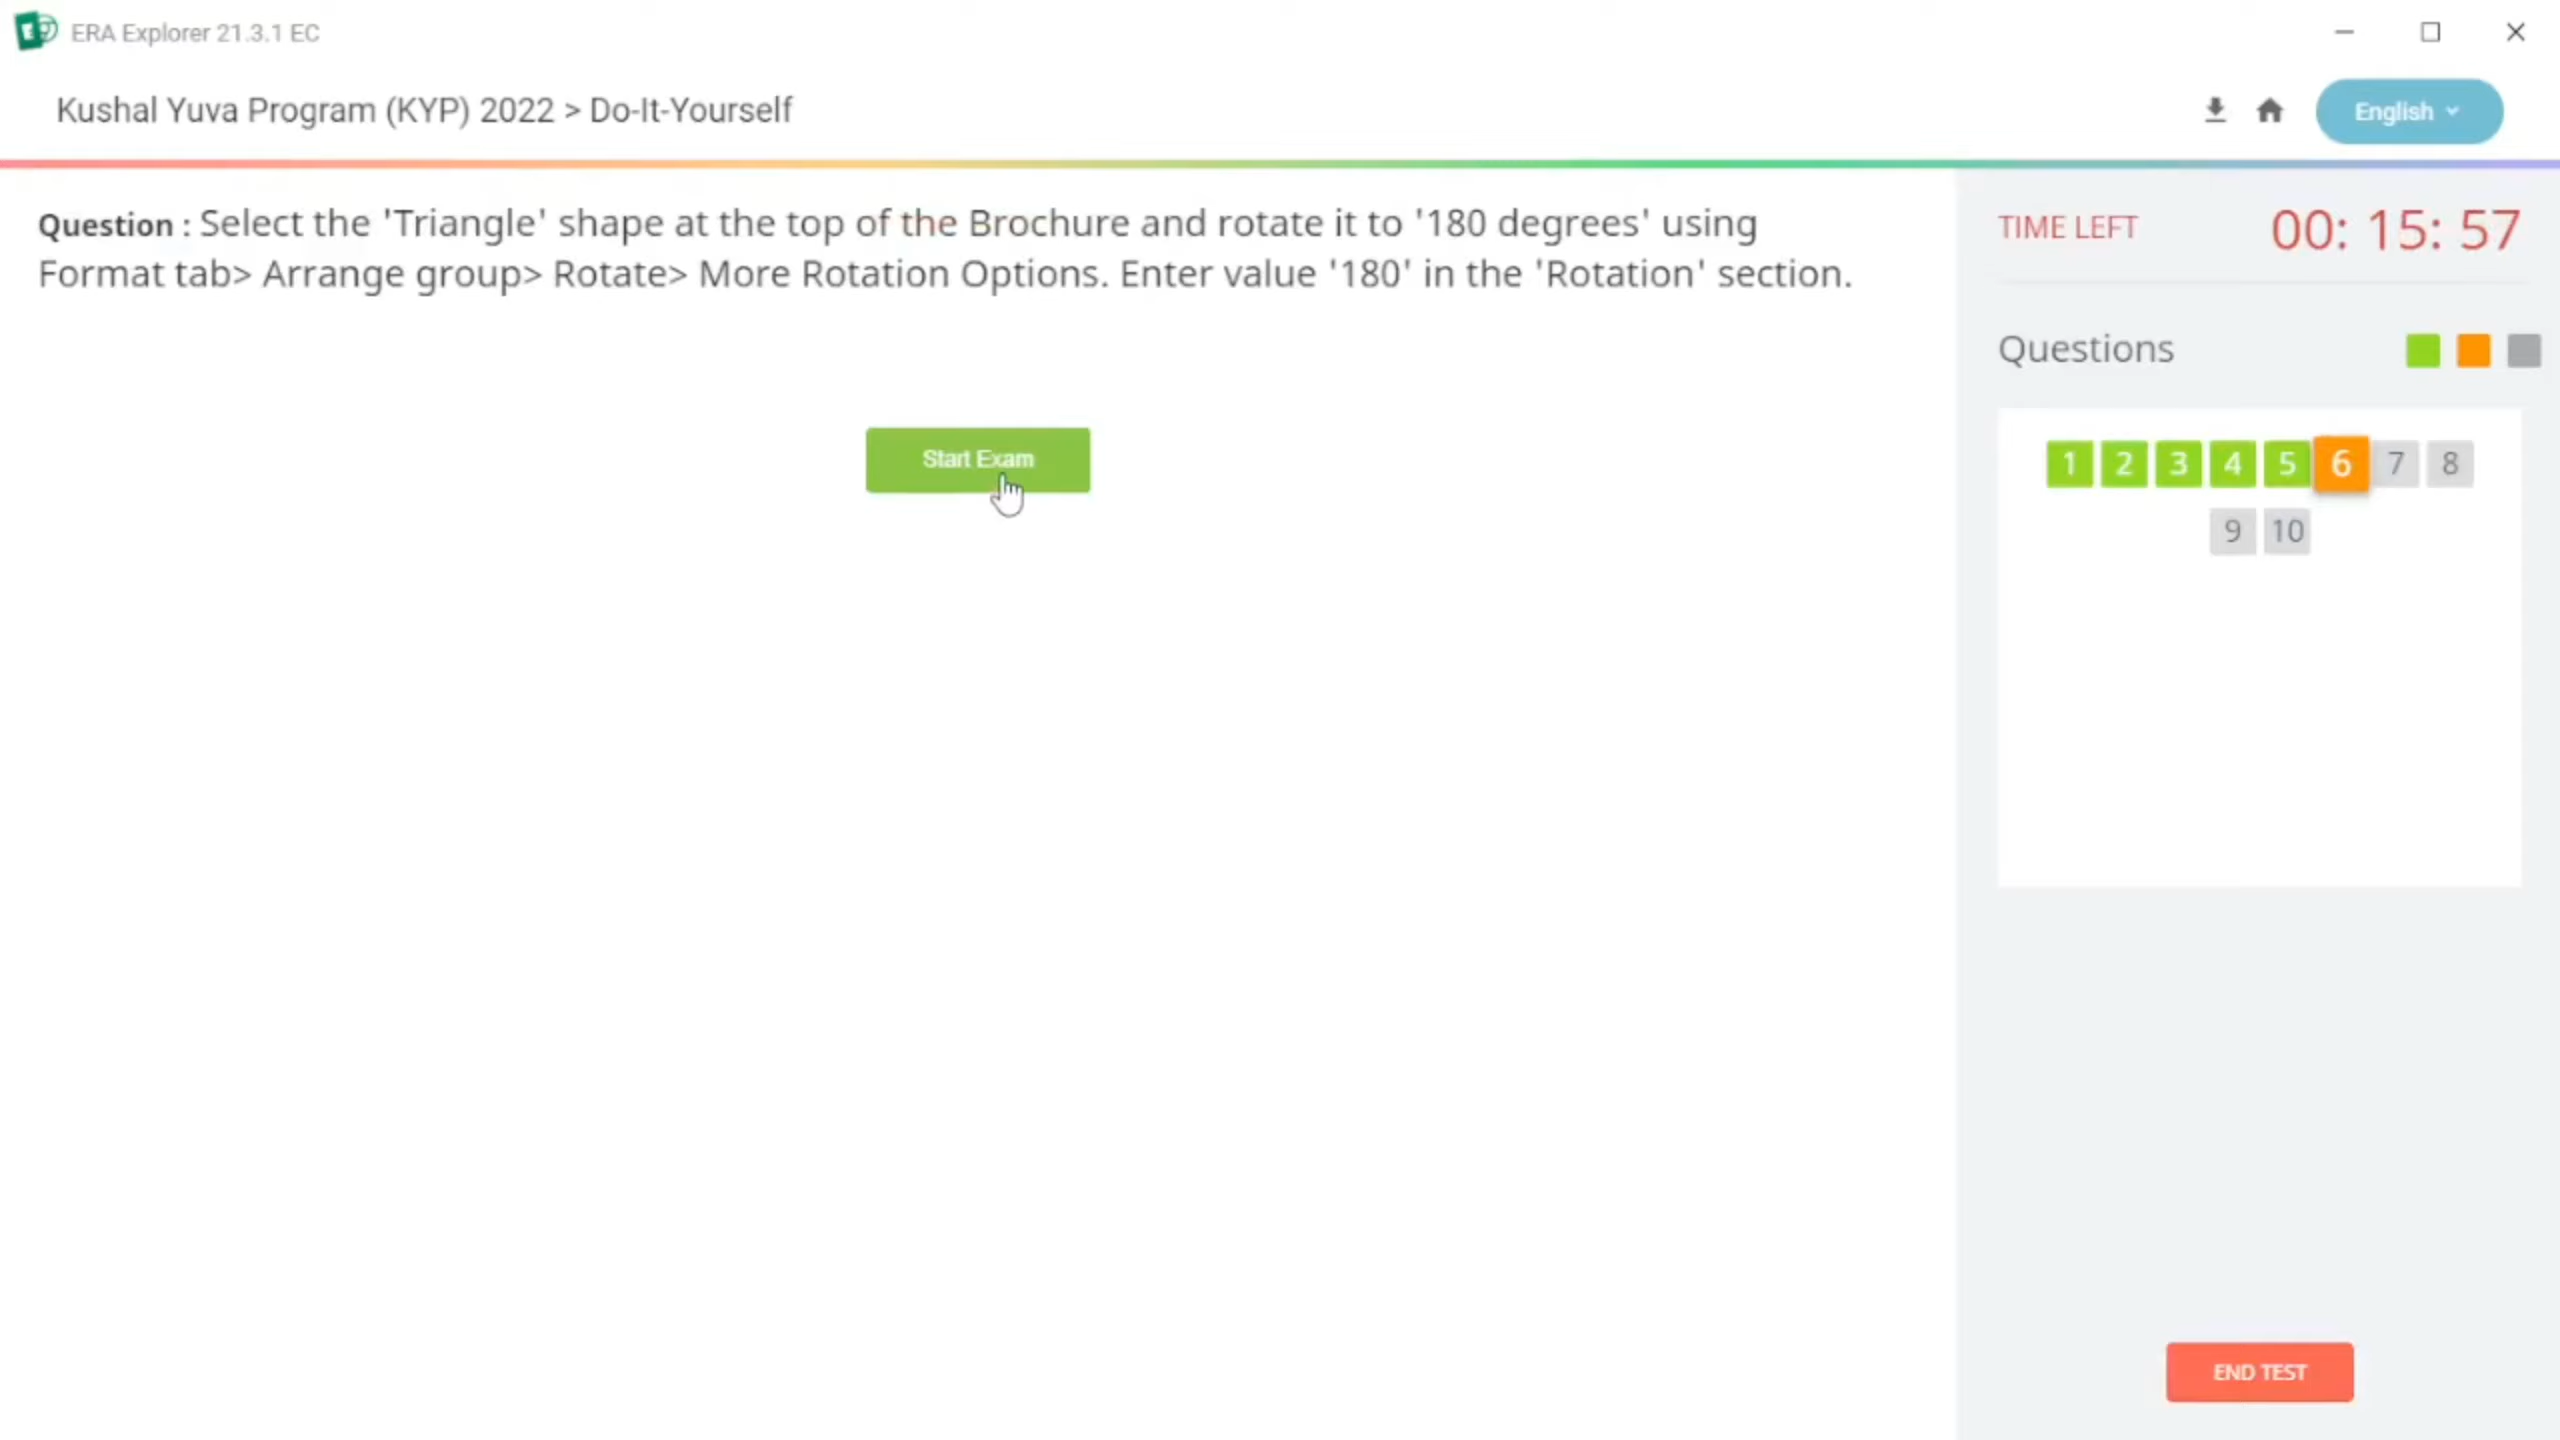 ERA Explorer 21.3.1 EC
Kushal Yuva Program (KYP) 2022 > Do-It-Yourself
English
Question : Select the 'Triangle' shape at the top of the Brochure and rotate it to '180 degrees' using
Format tab> Arrange group> Rotate> More Rotation Options. Enter value '180' in the 'Rotation' section.
Start Exam
TIME LEFT 00: 15: 57
Questions
1 2 3 4 5 6 7 8
9 10
END TEST